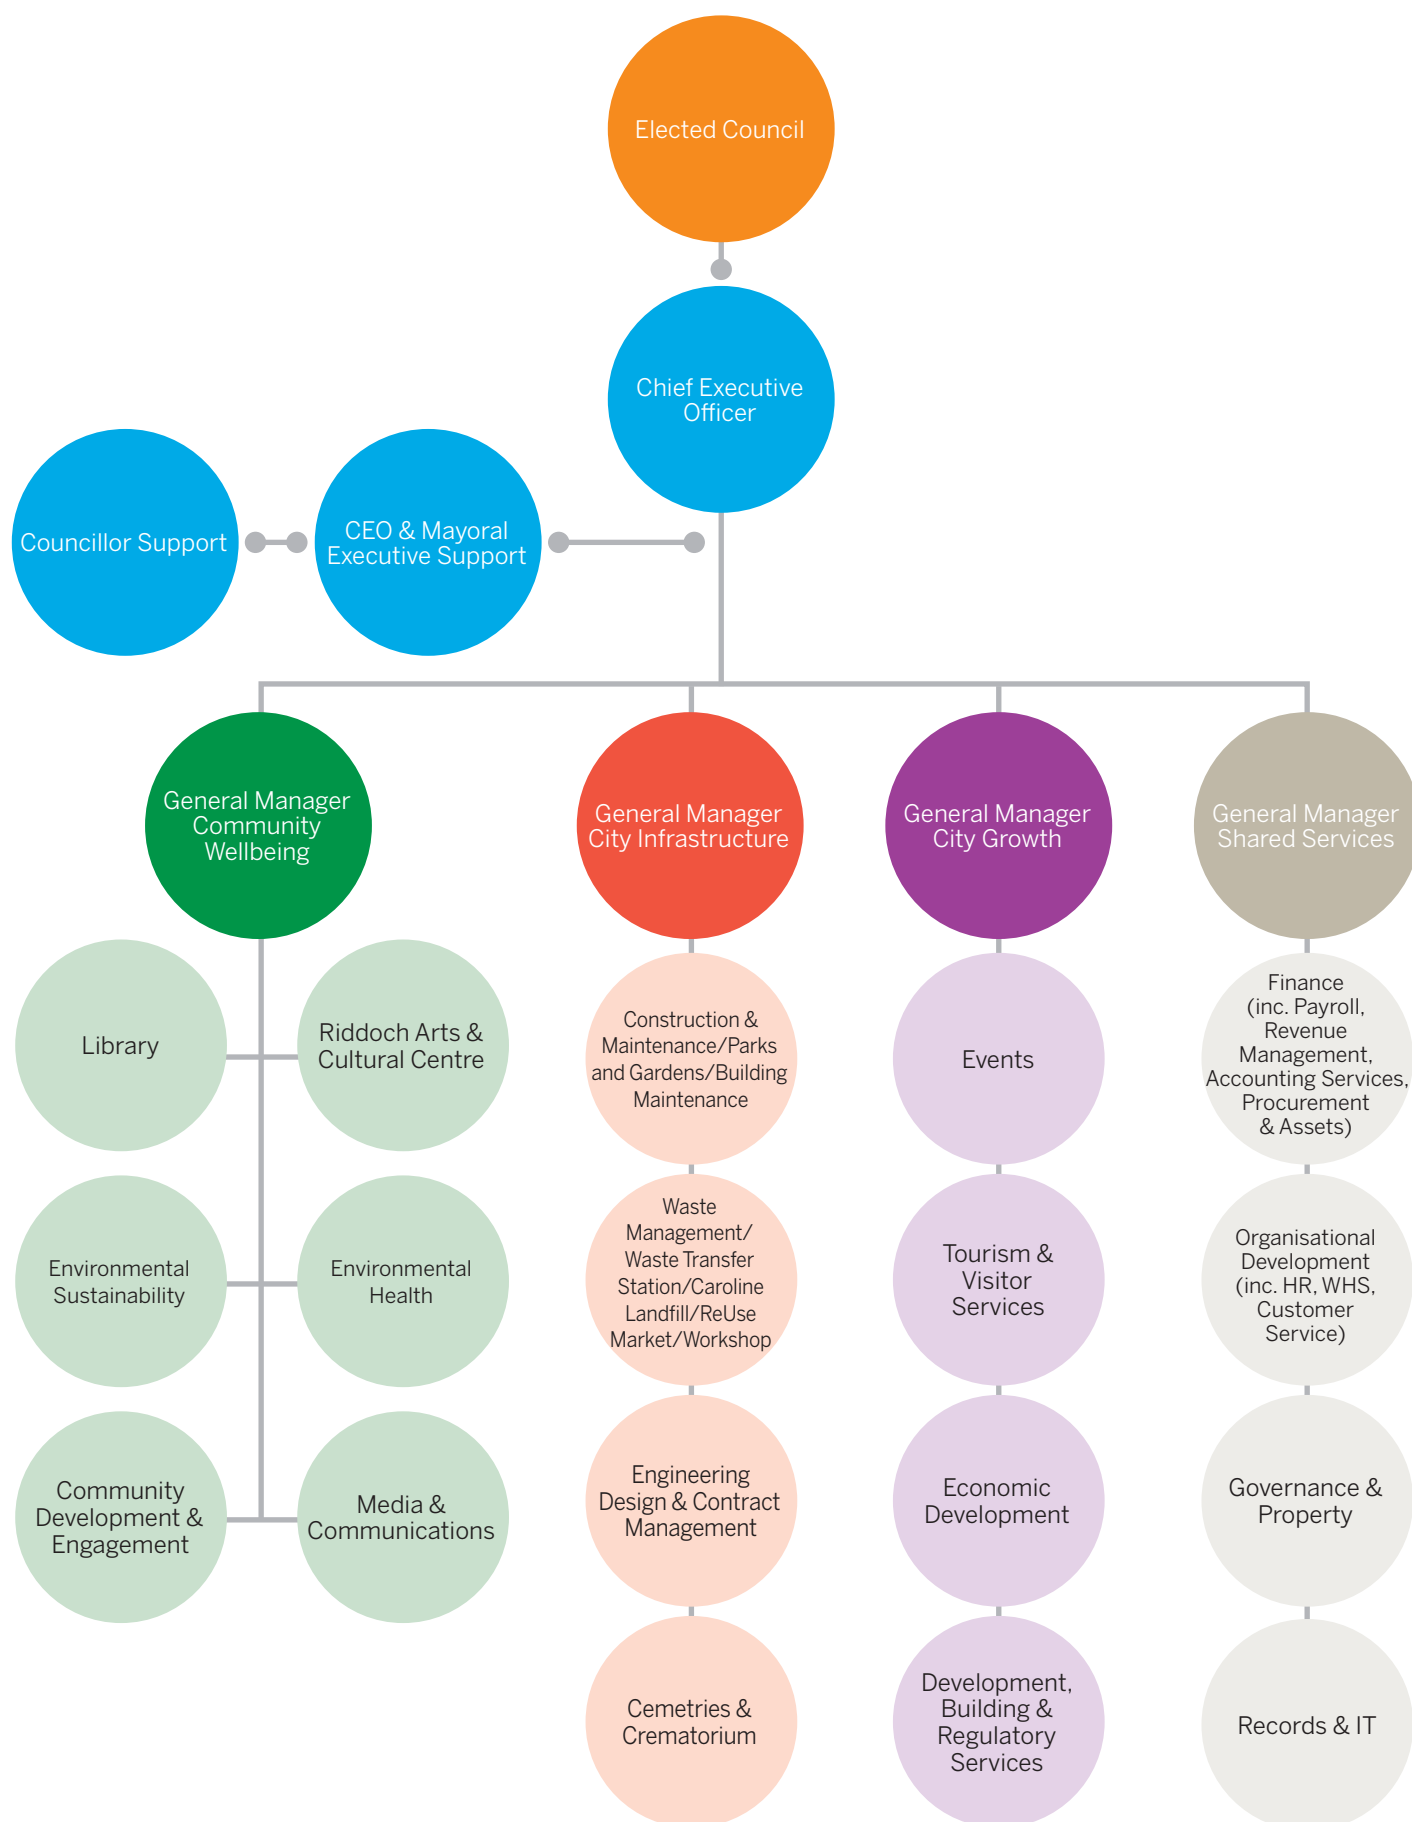 Elected Council
Chief Executive
Officer
Councillor Support
CEO & Mayoral
Executive Support
General Manager
Community
Wellbeing
General Manager
City Infrastructure
General Manager
City Growth
General Manager
Shared Services
Library
Riddoch Arts &
Cultural Centre
Environmental
Sustainability
Environmental
Health
Community
Development &
Engagement
Media &
Communications
Construction &
Maintenance/Parks
and Gardens/Building
Maintenance
Waste
Management/
Waste Transfer
Station/Caroline
Landfill/ReUse
Market/Workshop
Engineering
Design & Contract
Management
Cemetries &
Crematorium
Events
Tourism &
Visitor
Services
Economic
Development
Development,
Building &
Regulatory
Services
Finance
(inc. Payroll,
Revenue
Management,
Accounting Services,
Procurement
& Assets)
Organisational
Development
(inc. HR, WHS,
Customer
Service)
Governance &
Property
Records & IT